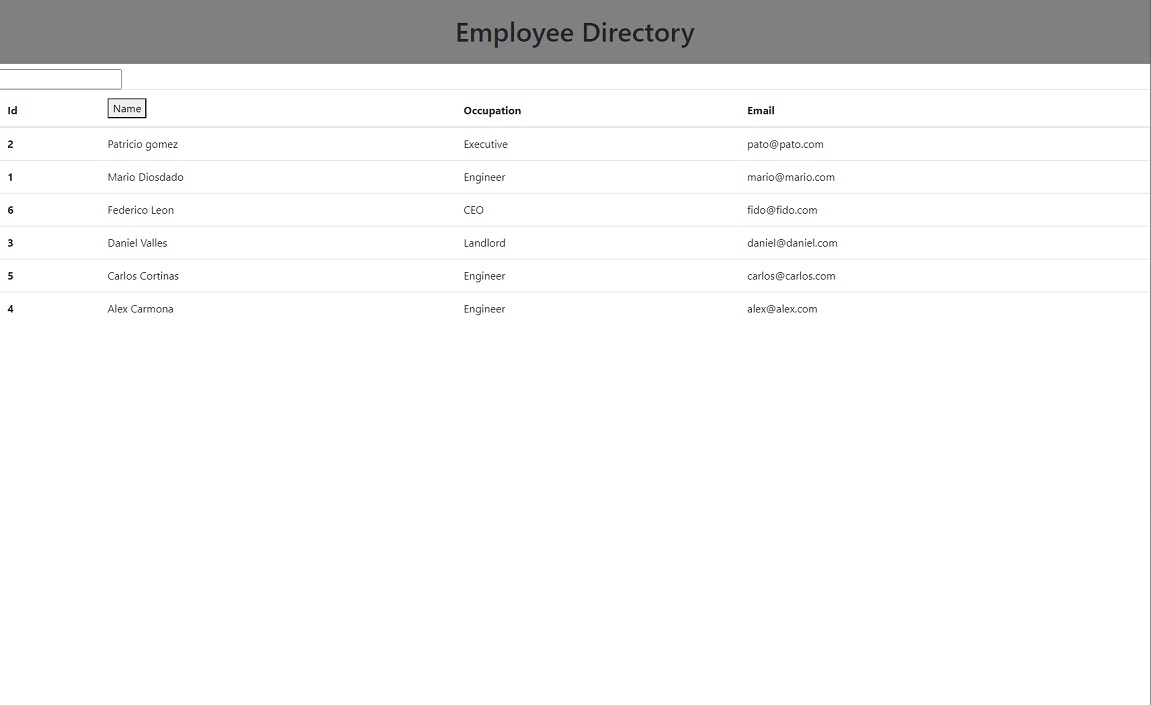 Employee Directory
Id Name Occupation Email
2 Patricio gomez Executive pato@pato.com
1 Mario Diosdado Engineer mario@mario.com
6 Federico Leon CEO fido@fido.com
3 Daniel Valles Landlord daniel@daniel.com
5 Carlos Cortinas Engineer carlos@carlos.com
4 Alex Carmona Engineer alex@alex.com